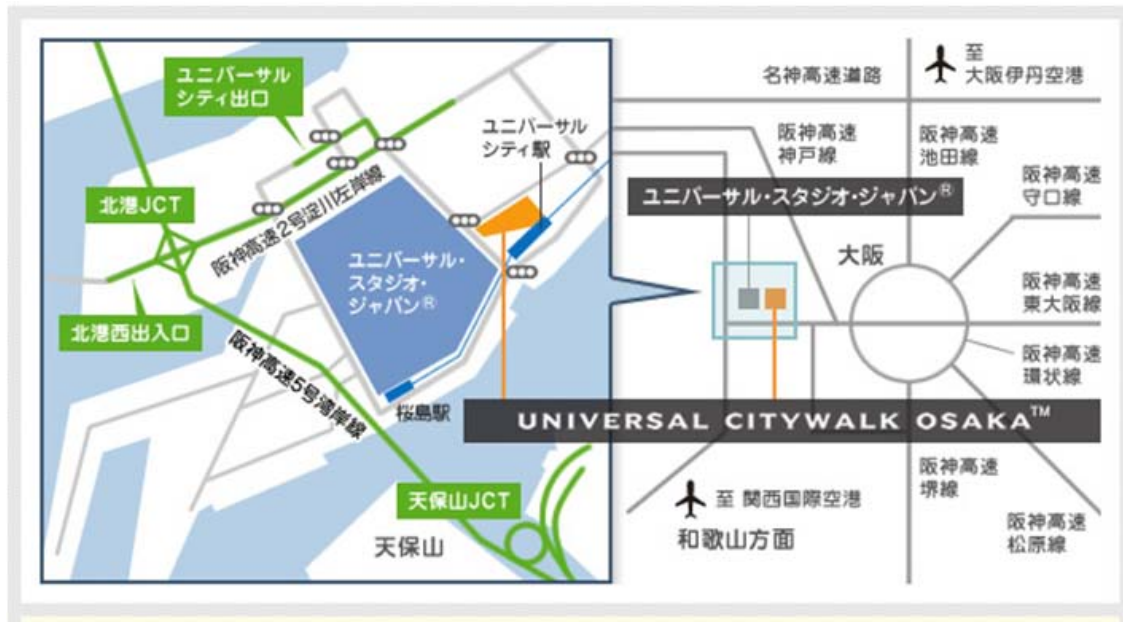 ユニバーサル
シティ出口
ユニバーサル
シティ駅
北港JCT
阪神高速2号淀川左岸線
ユニバーサル・
スタジオ・
ジャパン®
北港西出入口
阪神高速5号湾岸線
桜島駅
天保山JCT
天保山
名神高速道路
至
大阪伊丹空港
阪神高速
神戸線
阪神高速
池田線
阪神高速
守口線
ユニバーサル・スタジオ・ジャパン®
大阪
阪神高速
東大阪線
阪神高速
環状線
UNIVERSAL CITYWALK OSAKA™
阪神高速
堺線
至 関西国際空港
和歌山方面
阪神高速
松原線